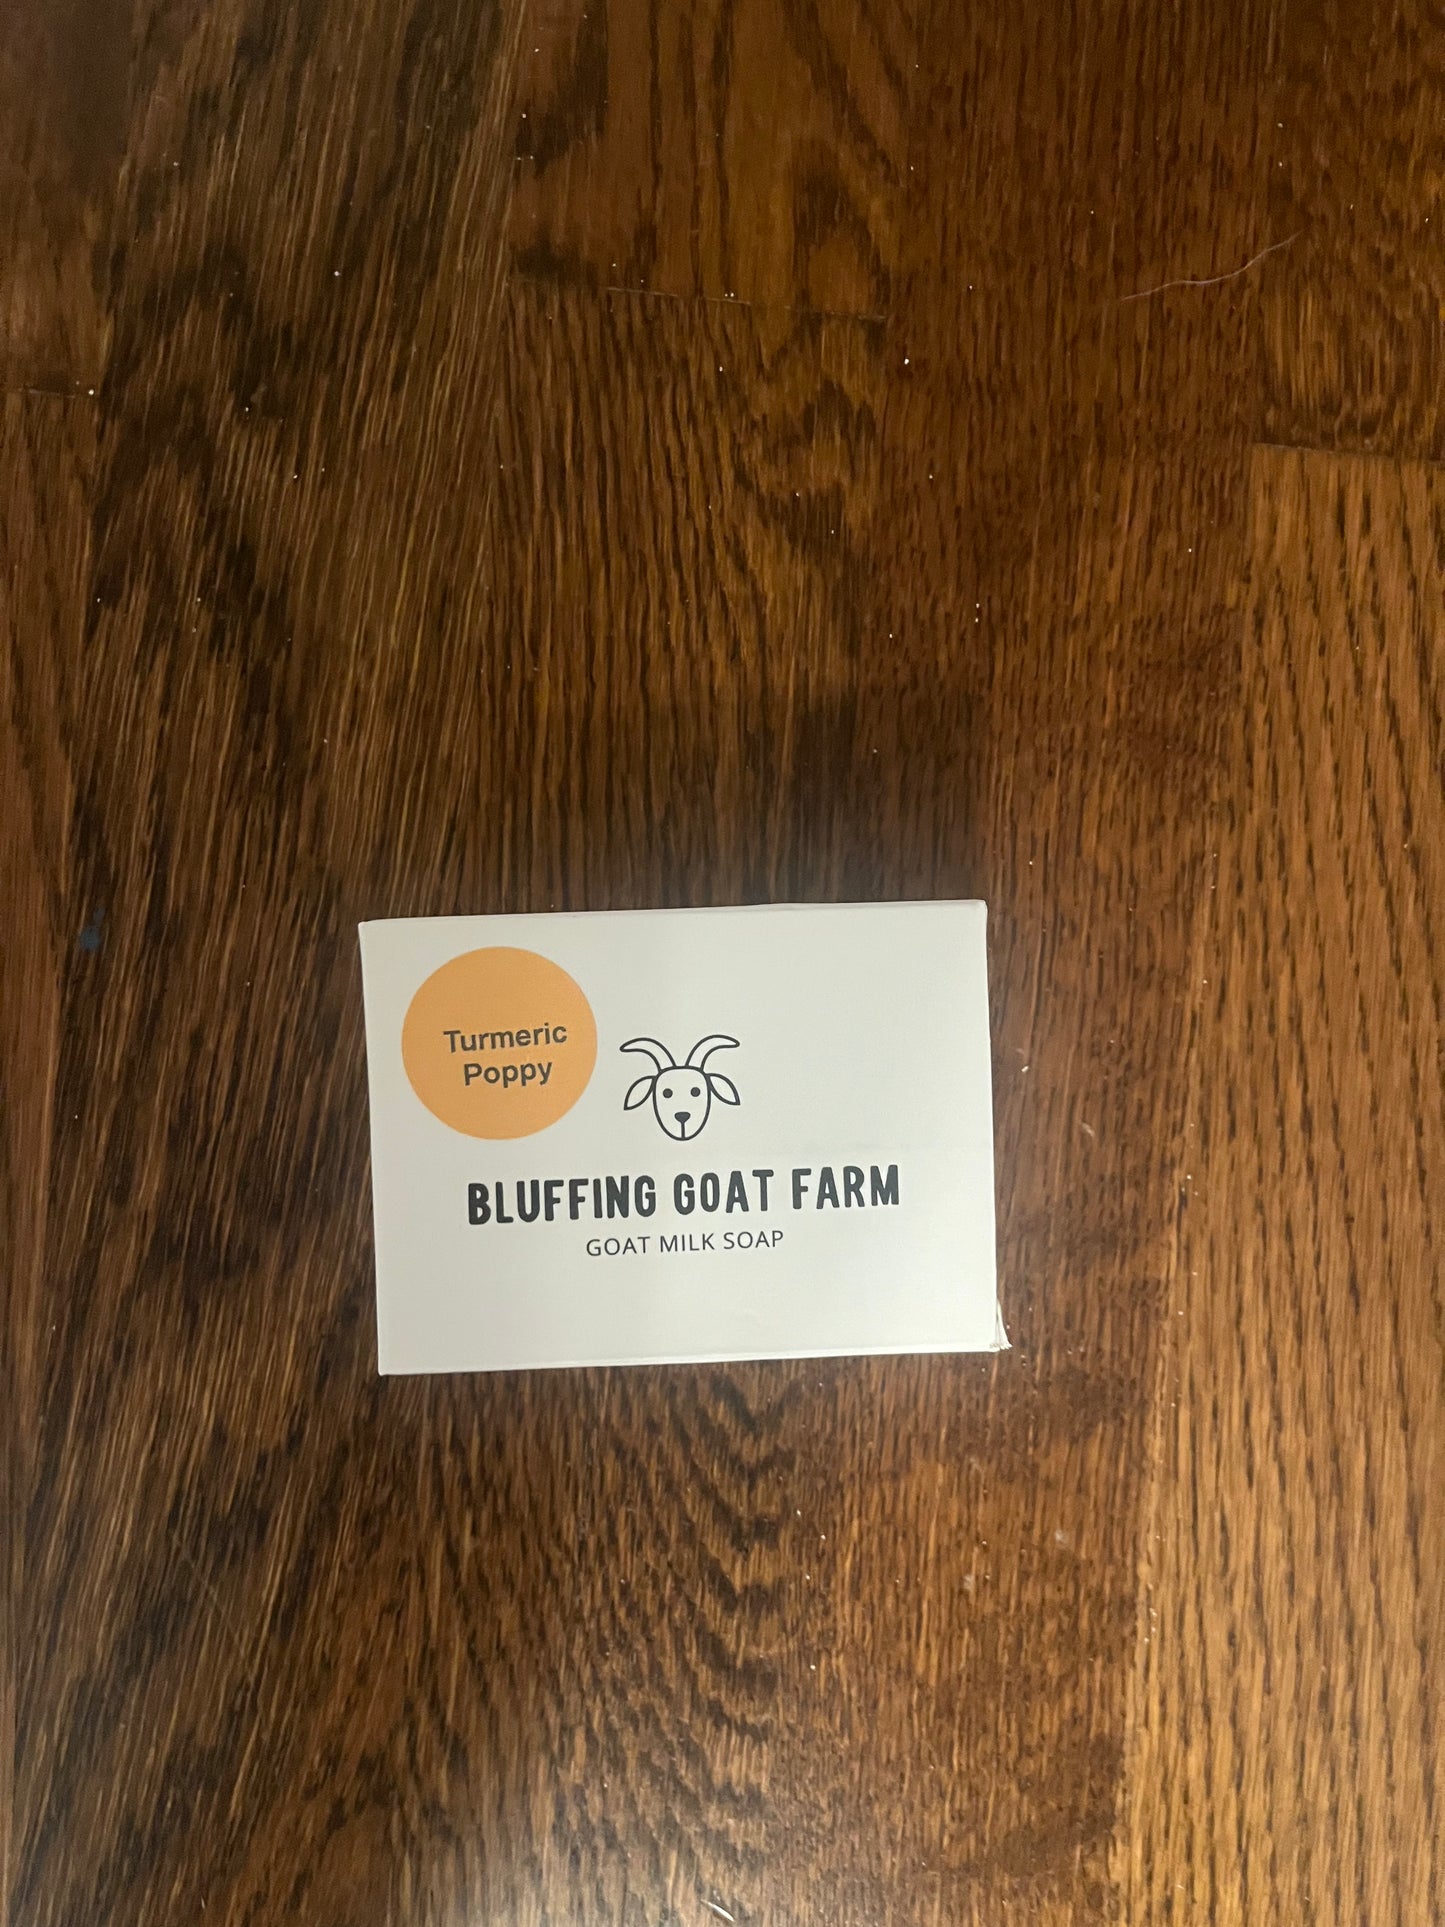 Turmeric
Poppy
BLUFFING GOAT FARM
GOAT MILK SOAP